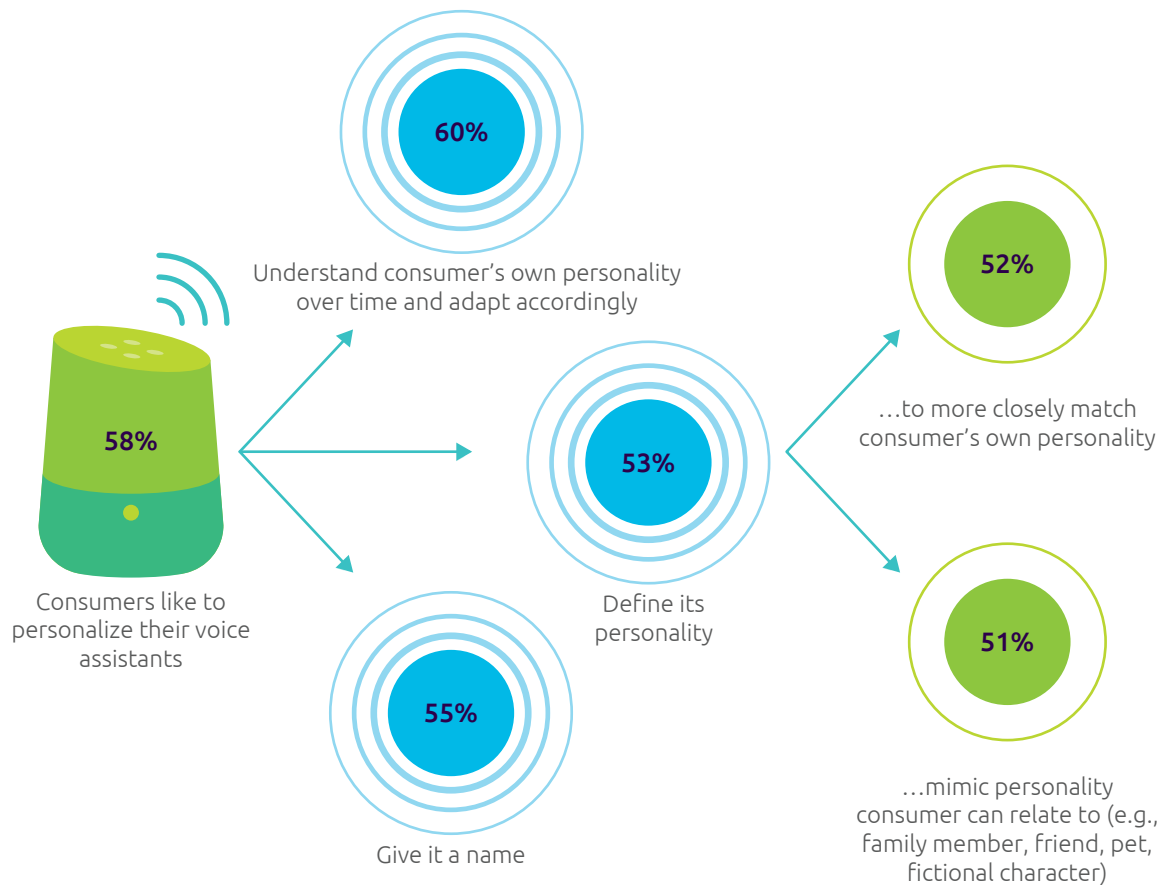 60%
Understand consumer’s own personality
over time and adapt accordingly
58%
Consumers like to
personalize their voice
assistants
53%
Define its
personality
55%
Give it a name
52%
…to more closely match
consumer’s own personality
51%
…mimic personality
consumer can relate to (e.g.,
family member, friend, pet,
fictional character)